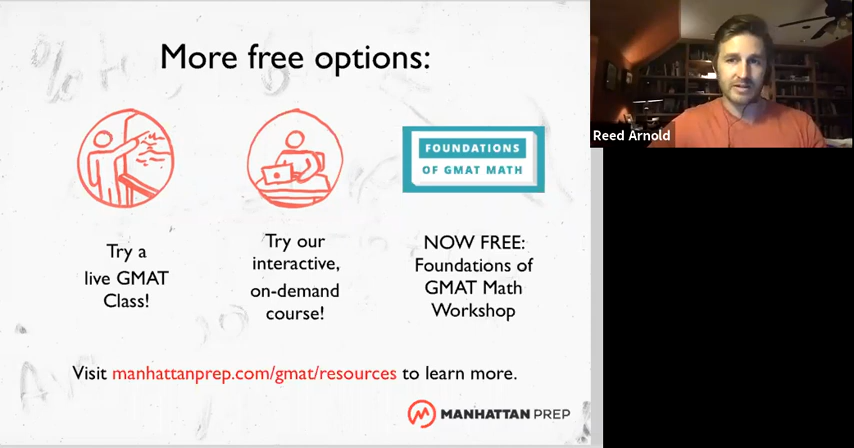 More free options:
FOUNDATIONS
OF GMAT MATH
Try a
live GMAT
Class!
Try our
interactive,
on-demand
course!
NOW FREE:
Foundations of
GMAT Math
Workshop
Visit manhattanprep.com/gmat/resources to learn more.
MANHATTAN PREP
Reed Arnold